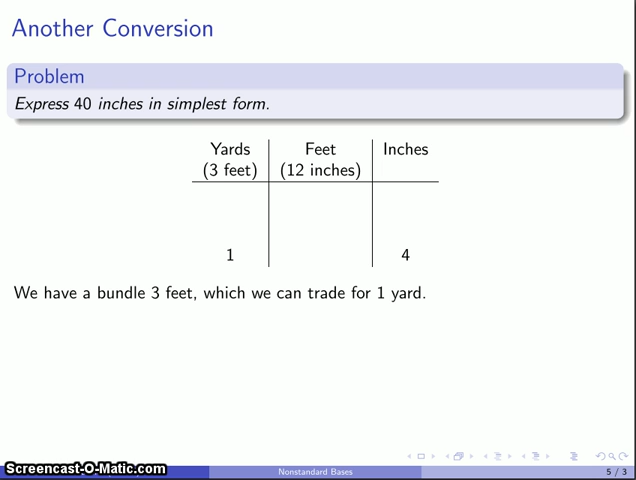 Another Conversion
Problem
Express 40 inches in simplest form.
Yards Feet Inches
(3 feet) (12 inches)
1 4
We have a bundle 3 feet, which we can trade for 1 yard.
Screencast-O-Matic.com
Nonstandard Bases
5 / 3